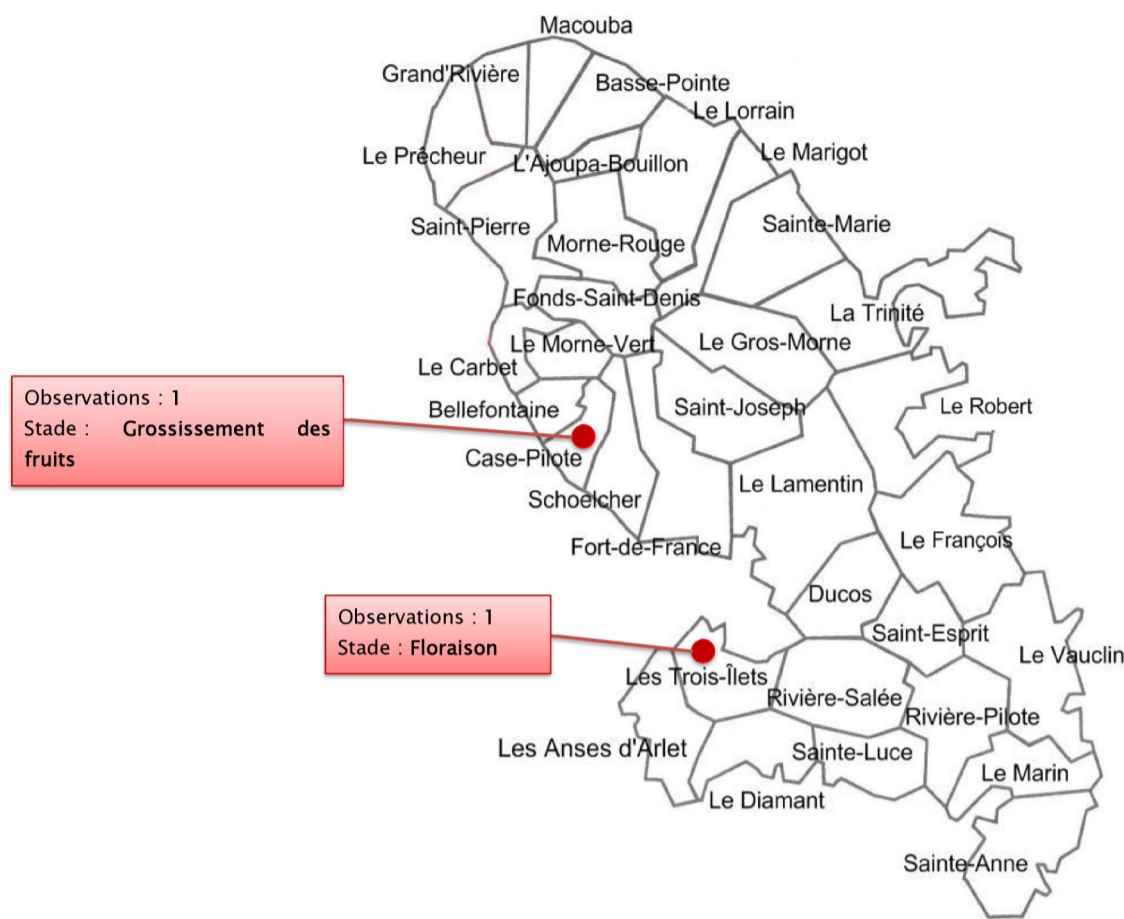 Macouba
Grand'Rivière
Basse-Pointe
Le Lorrain
Le Prêcheur
L'Ajoupa-Bouillon
Le Marigot
Saint-Pierre
Morne-Rouge
Sainte-Marie
Fonds-Saint-Denis
La Trinité
Le Morne-Vert
Le Gros-Morne
Le Carbet
Observations : 1
Stade : Grossissement des
fruits
Bellefontaine
Saint-Joseph
Le Robert
Case-Pilote
Schoelcher
Le Lamentin
Fort-de-France
Le François
Ducos
Observations : 1
Stade : Floraison
Saint-Esprit
Le Vauclin
Les Trois-Îlets
Rivière-Salée
Rivière-Pilote
Les Anses d'Arlet
Sainte-Luce
Le Marin
Le Diamant
Sainte-Anne